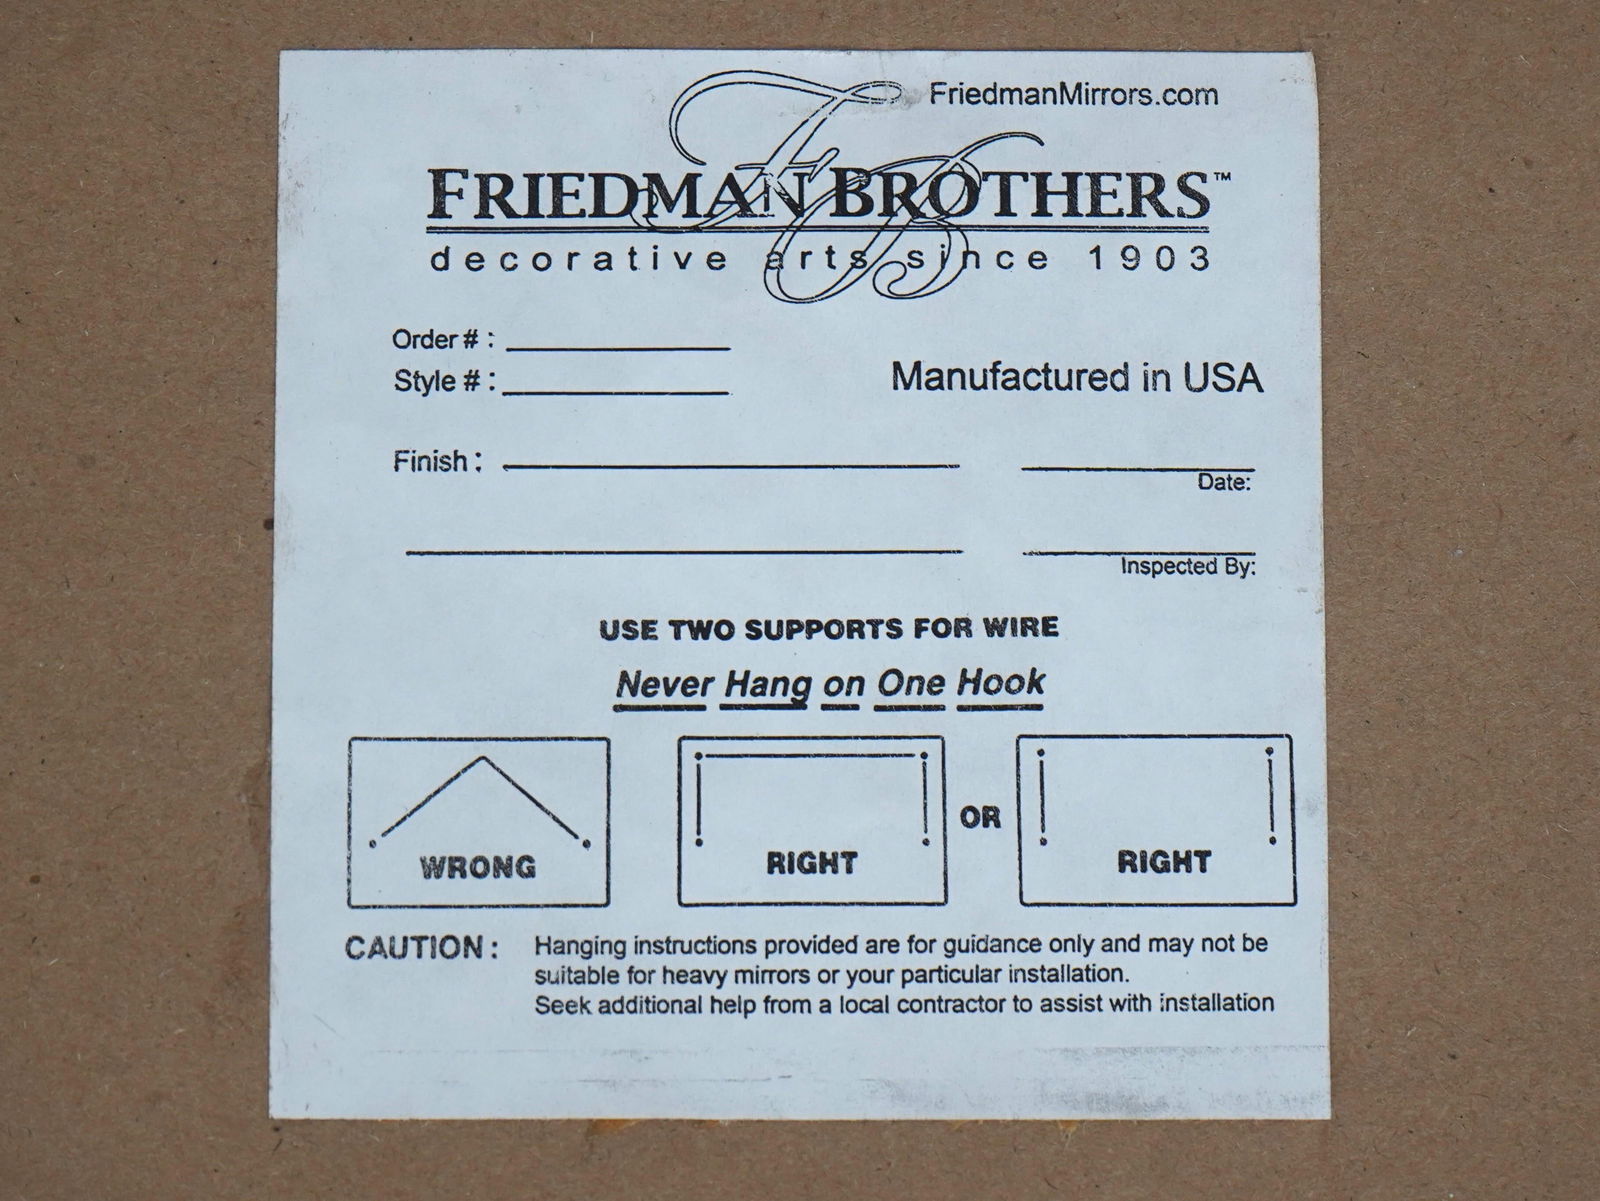 FriedmanMirrors.com
FRIEDMAN BROTHERS™
decorative arts since 1903
Order # :
Style # :
Manufactured in USA
Finish :
Date:
Inspected By:
USE TWO SUPPORTS FOR WIRE
Never Hang on One Hook
WRONG
RIGHT
OR
RIGHT
CAUTION : Hanging instructions provided are for guidance only and may not be
suitable for heavy mirrors or your particular installation.
Seek additional help from a local contractor to assist with installation